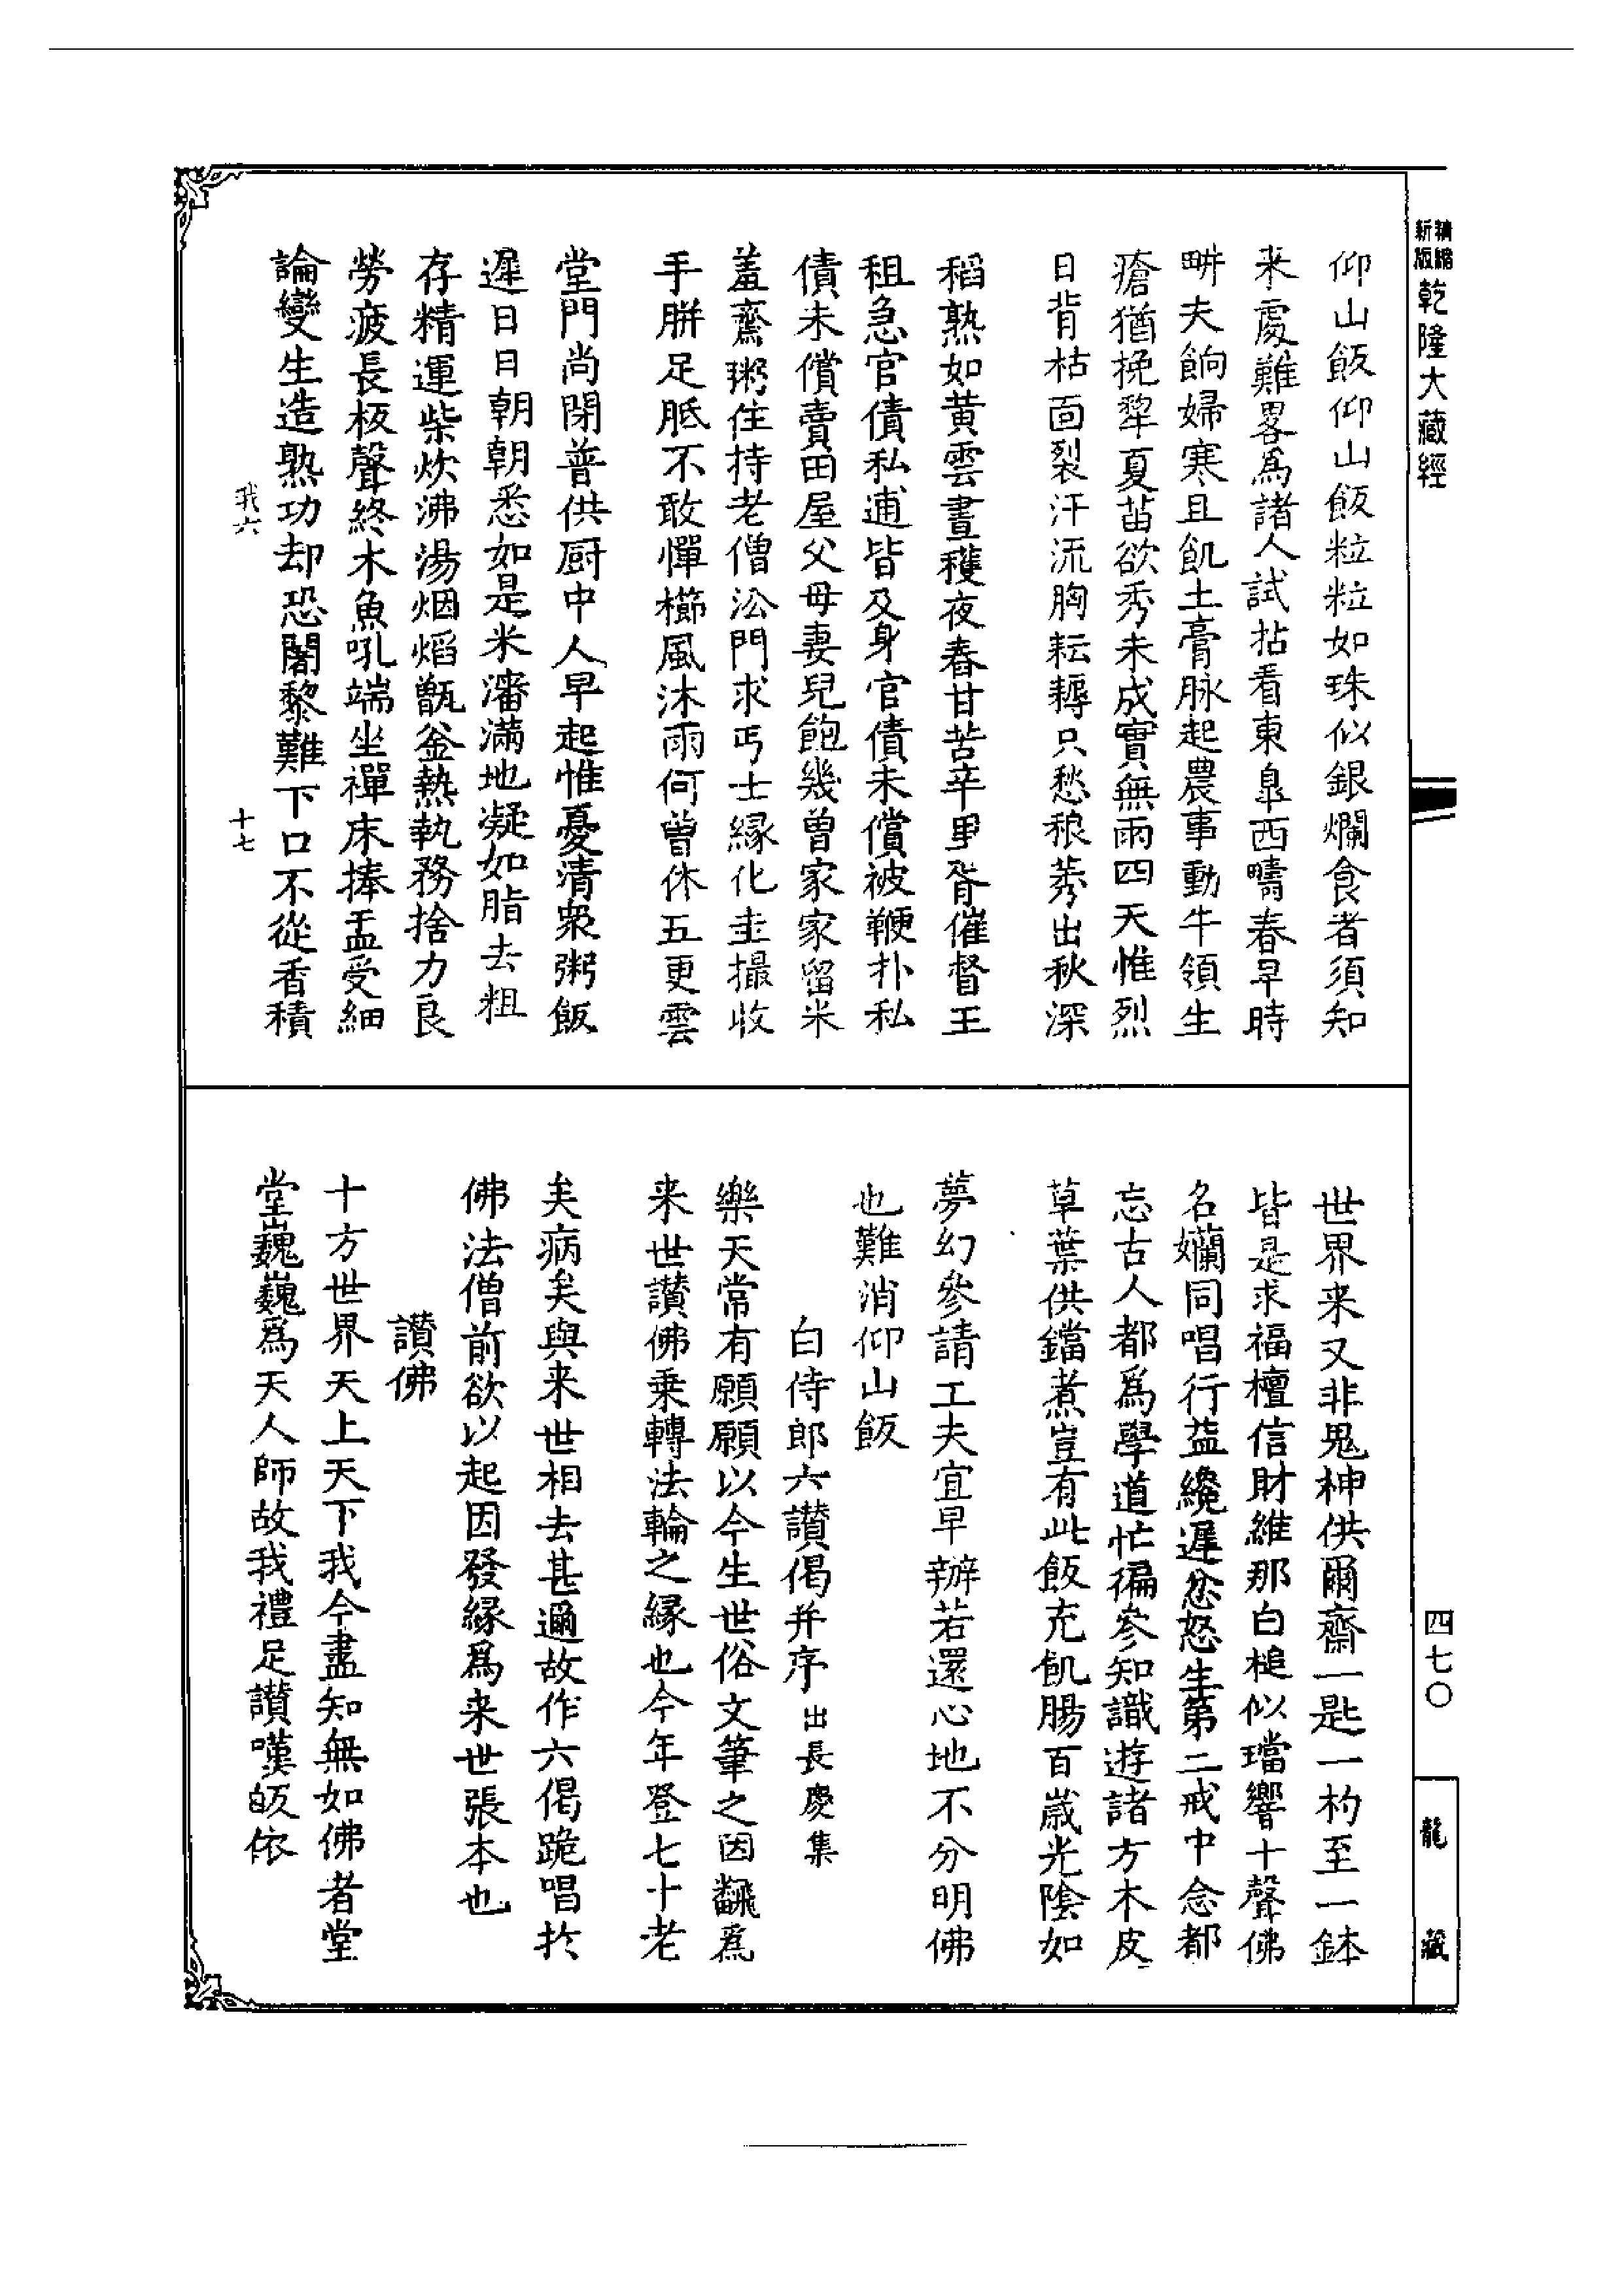 新版精縮乾隆大藏經
仰山飯仰山飯粒粒如珠似銀爛食者須知
来處難畧為諸人試拈看東臯西疇春早時
畊夫餉婦寒且飢土膏脉起農事動牛領生
瘡猶挽犂夏苗欲秀未成實無雨四天惟烈
日背枯面裂汗流胸耘耨只愁稂莠出秋深
稻熟如黄雲晝穫夜舂甘苦辛里胥催督王
租急官債私逋皆及身官債未償被鞭扑私
債未償賣田屋父母妻兒飽幾曾家家留米
羞齋粥住持老僧沿門求丐士縁化圭撮收
手胼足胝不敢憚櫛風沐雨何曾休五更雲
堂門尚閉普供厨中人早起惟憂清衆粥飯
遲日日朝朝悉如是米瀋满地凝如脂去粗
存精運柴炊沸湯烟熖甑釜熱執務捨力良
勞疲長板聲終木魚吼端坐禪床捧盂受細
論變生造熟功却恐闍黎難下口不從香積
我六
十七
世界来又非鬼神供爾齋一匙一杓至一鉢
皆是求福檀信財維那白槌似璫響十聲佛
名孄同唱行益纔遲忿怒生第二戒中念都
忘古人都為學道忙徧參知識遊諸方木皮
草葉供鐺煮豈有此飯充飢腸百歲光陰如
夢幻參請工夫宜早辦若還心地不分明佛
也難消仰山飯
白侍郎六讃偈并序 出長慶集
樂天常有願願以今生世俗文筆之因翻為
来世讃佛乗轉法輪之縁也今年登七十老
矣病矣與来世相去甚邇故作六偈跪唱扵
佛法僧前欲以起因發縁爲来世張本也
讃佛
十方世界天上天下我今盡知無如佛者堂
堂巍巍爲天人師故我禮足讃嘆皈依
四七〇
龍藏